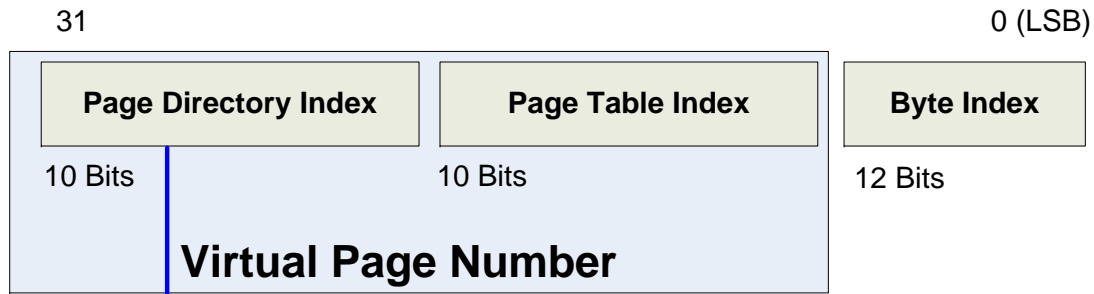 31 0 (LSB)
Page Directory Index Page Table Index Byte Index
10 Bits 10 Bits 12 Bits
Virtual Page Number